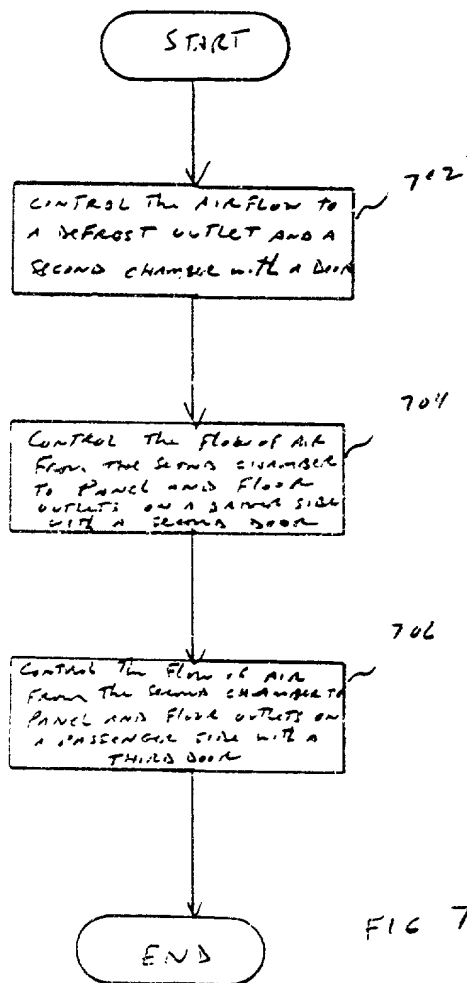 START
702
CONTROL THE AIRFLOW TO
A DEFROST OUTLET AND A
SECOND CHAMBER WITH A DOOR
704
CONTROL THE FLOW OF AIR
FROM THE SECOND CHAMBER
TO PANEL AND FLOOR
OUTLETS ON A DRIVER SIDE
WITH A SECOND DOOR
706
CONTROL THE FLOW OF AIR
FROM THE SECOND CHAMBER TO
PANEL AND FLOOR OUTLETS ON
A PASSENGER SIDE WITH A
THIRD DOOR
END
FIG 7